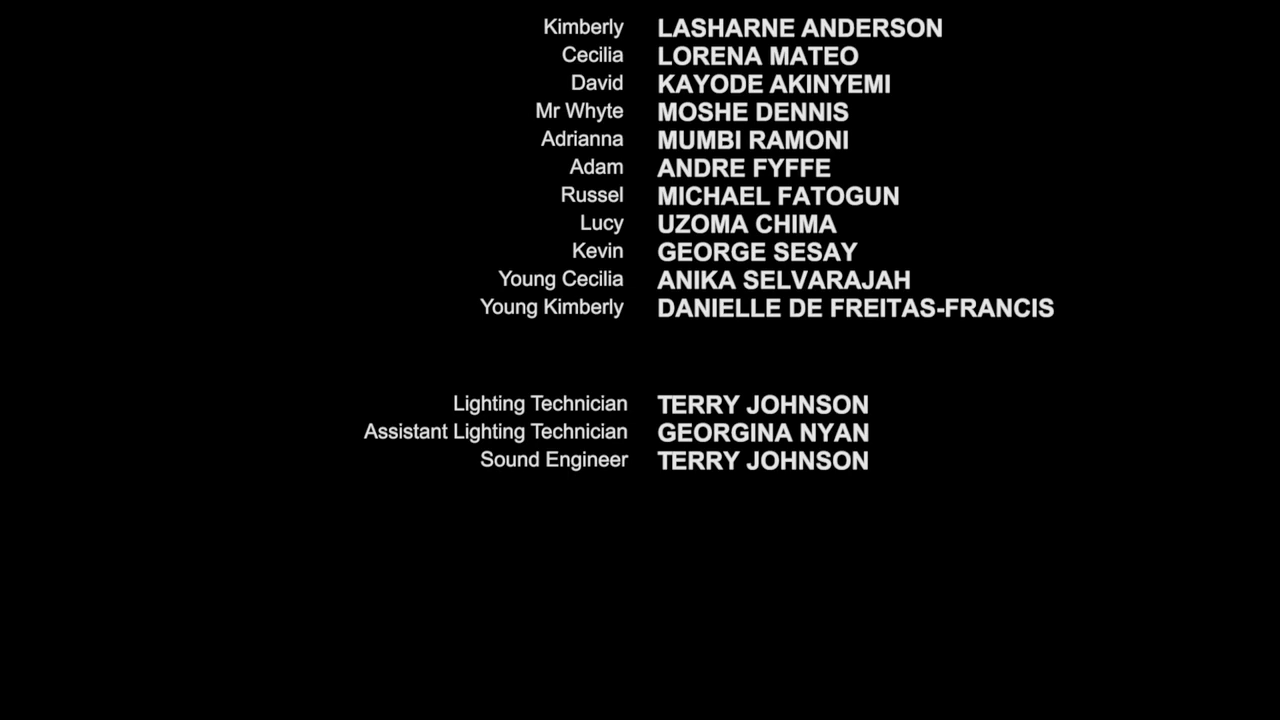 Kimberly LASHARNE ANDERSON
Cecilia LORENA MATEO
David KAYODE AKINYEMI
Mr Whyte MOSHE DENNIS
Adrianna MUMBI RAMONI
Adam ANDRE FYFFE
Russel MICHAEL FATOGUN
Lucy UZOMA CHIMA
Kevin GEORGE SESAY
Young Cecilia ANIKA SELVARAJAH
Young Kimberly DANIELLE DE FREITAS-FRANCIS
Lighting Technician TERRY JOHNSON
Assistant Lighting Technician GEORGINA NYAN
Sound Engineer TERRY JOHNSON